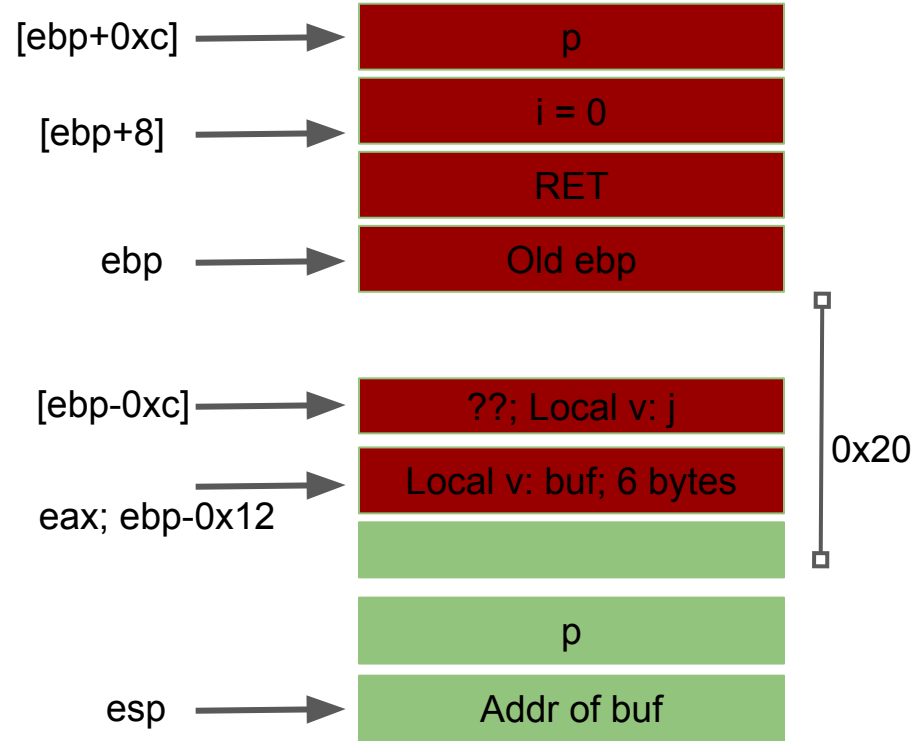 [ebp+0xc]
p
[ebp+8]
i = 0
RET
ebp
Old ebp
[ebp-0xc]
??; Local v: j
0x20
Local v: buf; 6 bytes
eax; ebp-0x12
p
esp
Addr of buf